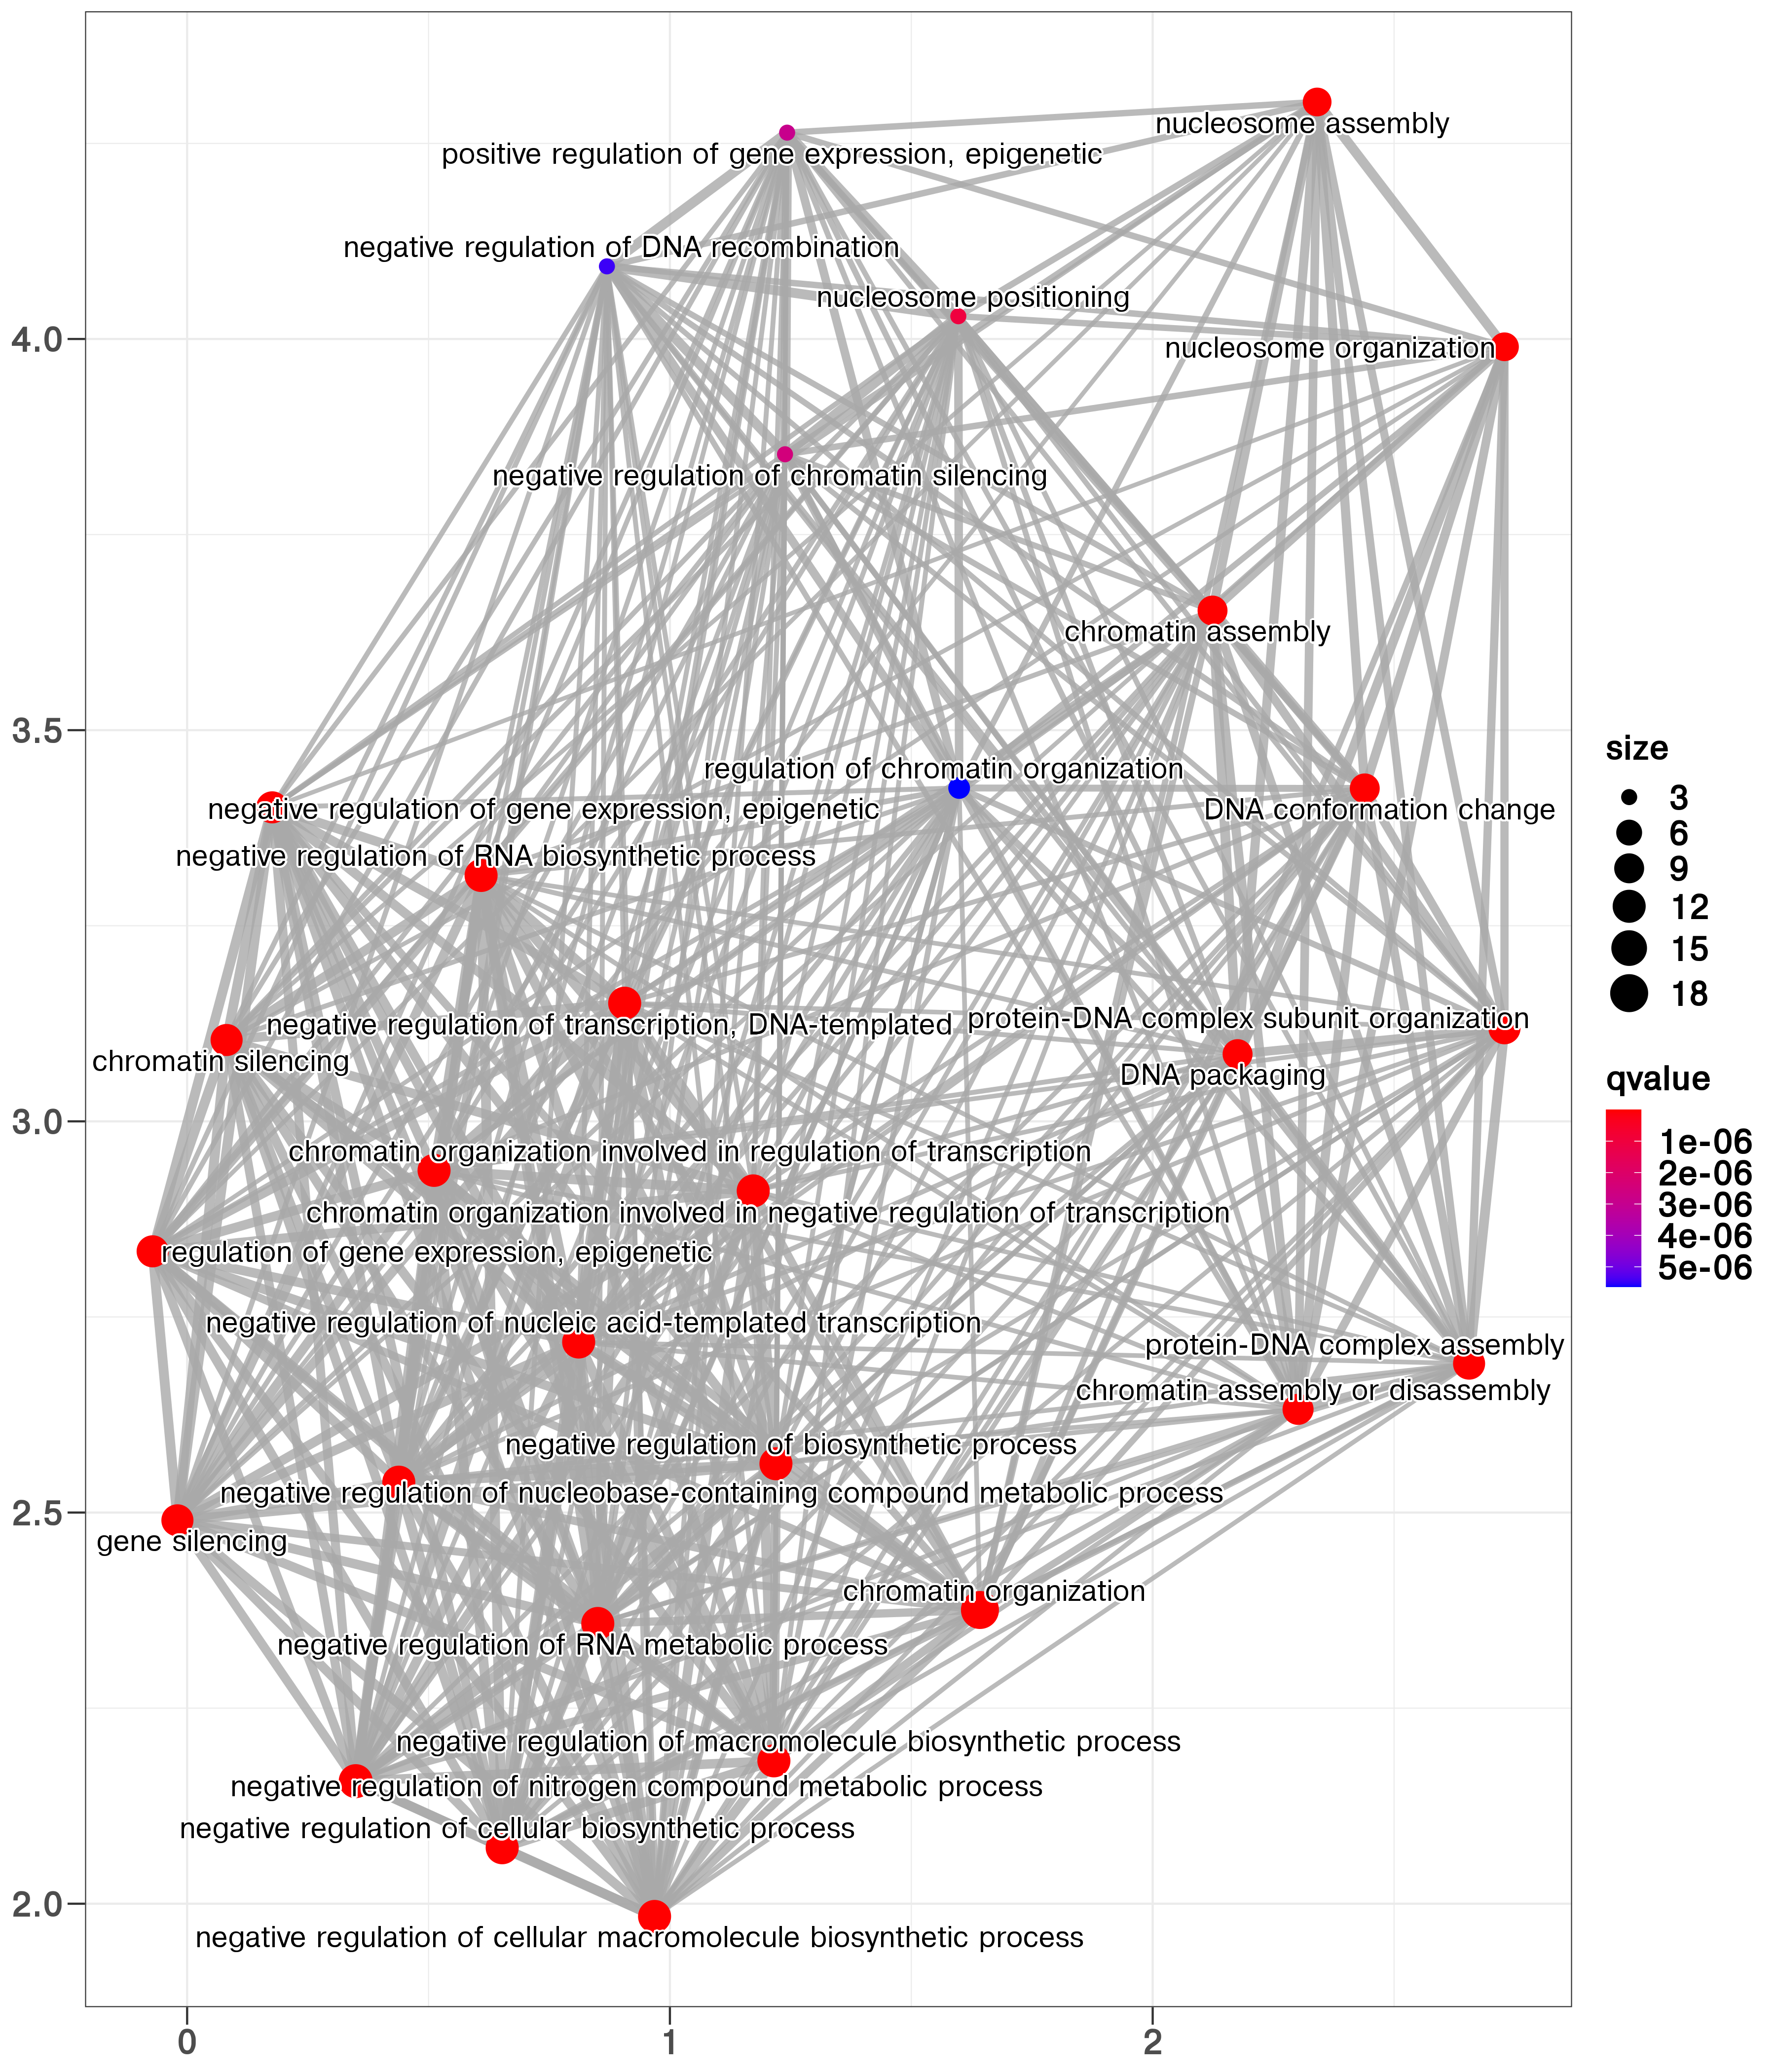 nucleosome assembly
positive regulation of gene expression, epigenetic
negative regulation of DNA recombination
nucleosome positioning
4.0
nucleosome organization
negative regulation of chromatin silencing
chromatin assembly
3.5
regulation of chromatin organization
negative regulation of gene expression, epigenetic
DNA conformation change
negative regulation of RNA biosynthetic process
protein-DNA complex subunit organization
negative regulation of transcription, DNA-templated
chromatin silencing
DNA packaging
3.0
chromatin organization involved in regulation of transcription
chromatin organization involved in negative regulation of transcription
regulation of gene expression, epigenetic
negative regulation of nucleic acid-templated transcription
protein-DNA complex assembly
chromatin assembly or disassembly
negative regulation of biosynthetic process
negative regulation of nucleobase-containing compound metabolic process
2.5
gene silencing
chromatin organization
negative regulation of RNA metabolic process
negative regulation of macromolecule biosynthetic process
negative regulation of nitrogen compound metabolic process
negative regulation of cellular biosynthetic process
2.0
negative regulation of cellular macromolecule biosynthetic process
0
1
2
size
3
6
9
12
15
18
qvalue
1e-06
2e-06
3e-06
4e-06
5e-06